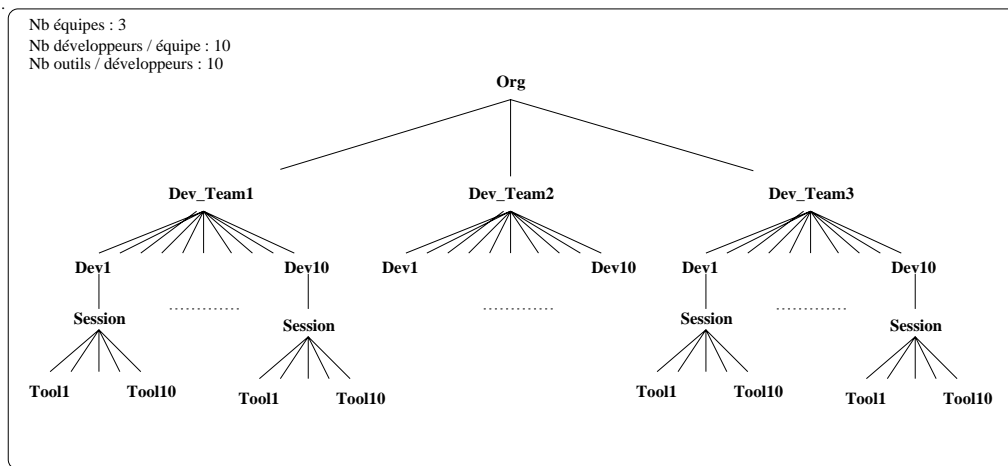 Nb équipes : 3
Nb développeurs / équipe : 10
Nb outils / développeurs : 10
Org
Dev_Team1 Dev_Team2 Dev_Team3
Dev1 Dev10 Dev1 Dev10 Dev1 Dev10
Session Session Session Session
Tool1 Tool10 Tool1 Tool10 Tool1 Tool10 Tool1 Tool10